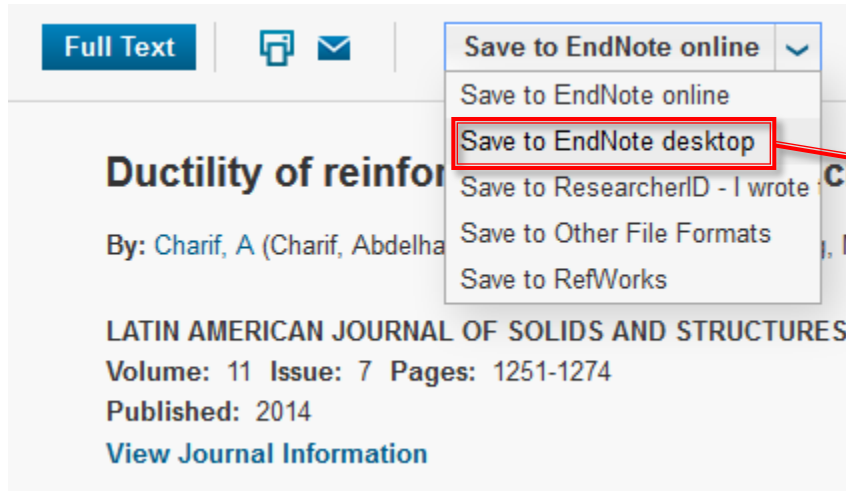 Full Text
Save to EndNote online
Save to EndNote online
Save to EndNote desktop
Save to ResearcherID - I wrote
Save to Other File Formats
Save to RefWorks
Ductility of
By: Charif, A (Charif,
LATIN AMERICAN JOURNAL OF SOLIDS AND STRUCTURES
Volume: 11 Issue: 7 Pages: 1251-1274
Published: 2014
View Journal Information